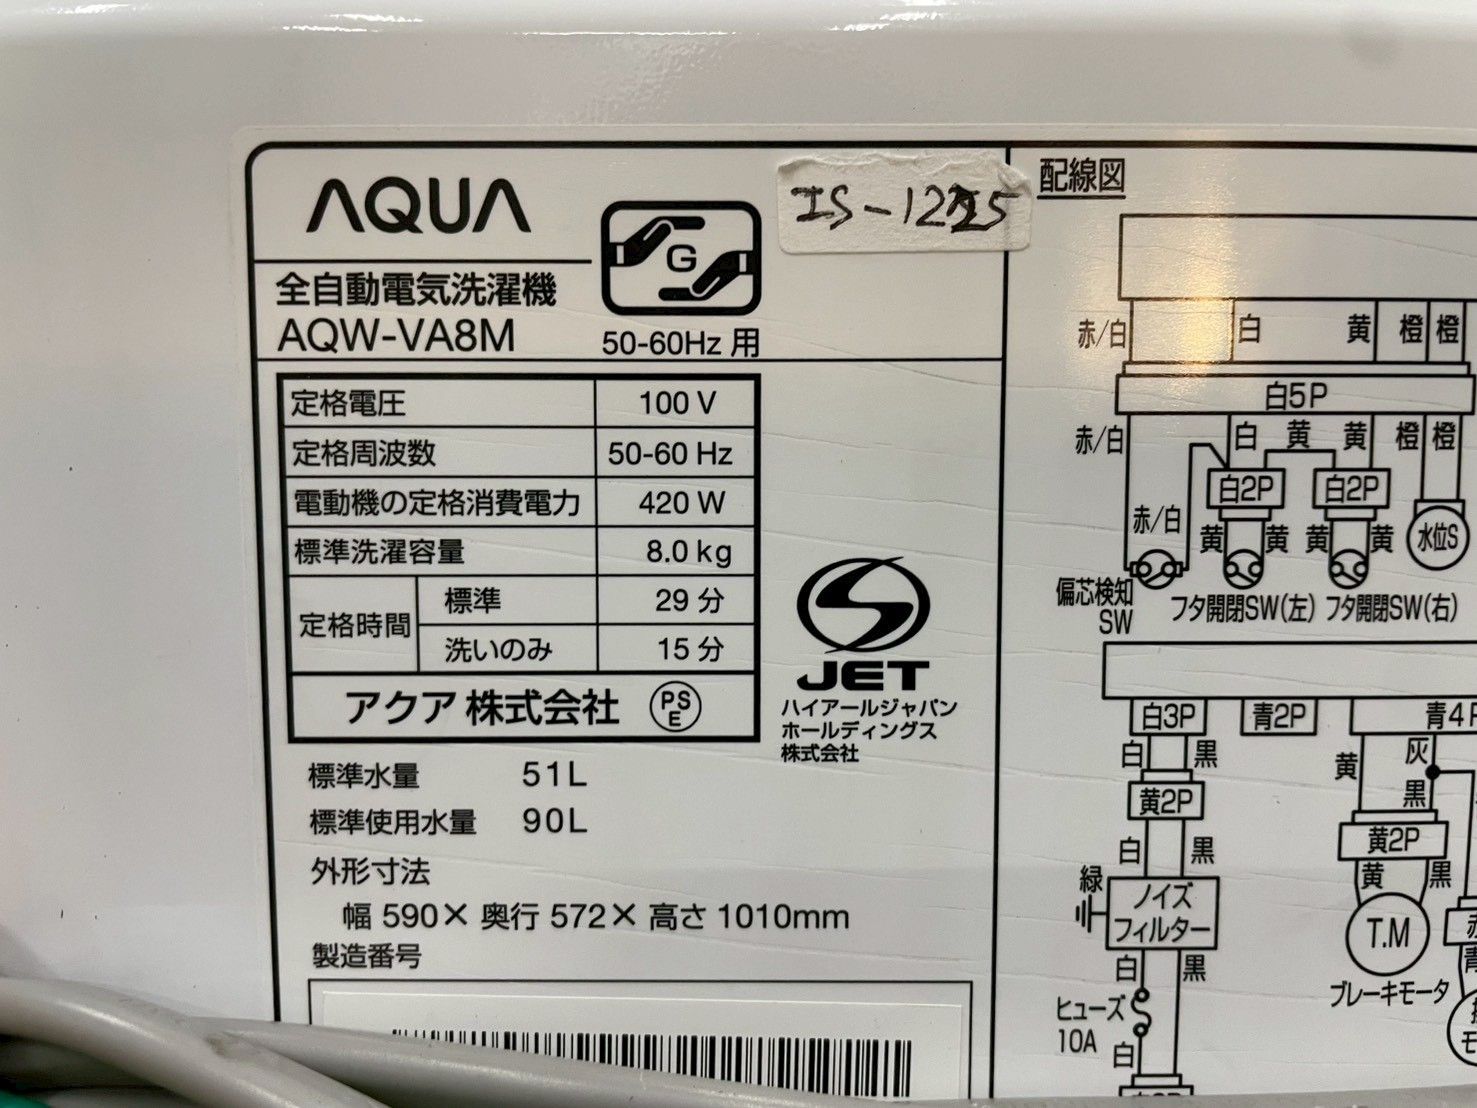 AQUA
全自動電気洗濯機
AQW-VA8M
G
50-60Hz 用
定格電圧 100 V
定格周波数 50-60 Hz
電動機の定格消費電力 420 W
標準洗濯容量 8.0 kg
定格時間 標準 29 分
洗いのみ 15 分
アクア 株式会社 PSE
JET
ハイアールジャパン
ホールディングス
株式会社
標準水量 51L
標準使用水量 90L
外形寸法
幅 590× 奥行 572× 高さ 1010mm
製造番号
配線図
赤/白 白 黄 橙 橙
白5P
赤/白 白 黄 黄 橙 橙
白2P 白2P
赤/白 黄 黄 黄 黄 水位S
偏芯検知
SW
フタ開閉SW(左) フタ開閉SW(右)
白3P 青2P 青4P
白 黒 黄 灰
黄2P 黒
白 黒 黄2P
緑 黄 黒
ノイズ
フィルター
T.M
白 黒
ブレーキモータ
ヒューズ
10A
白